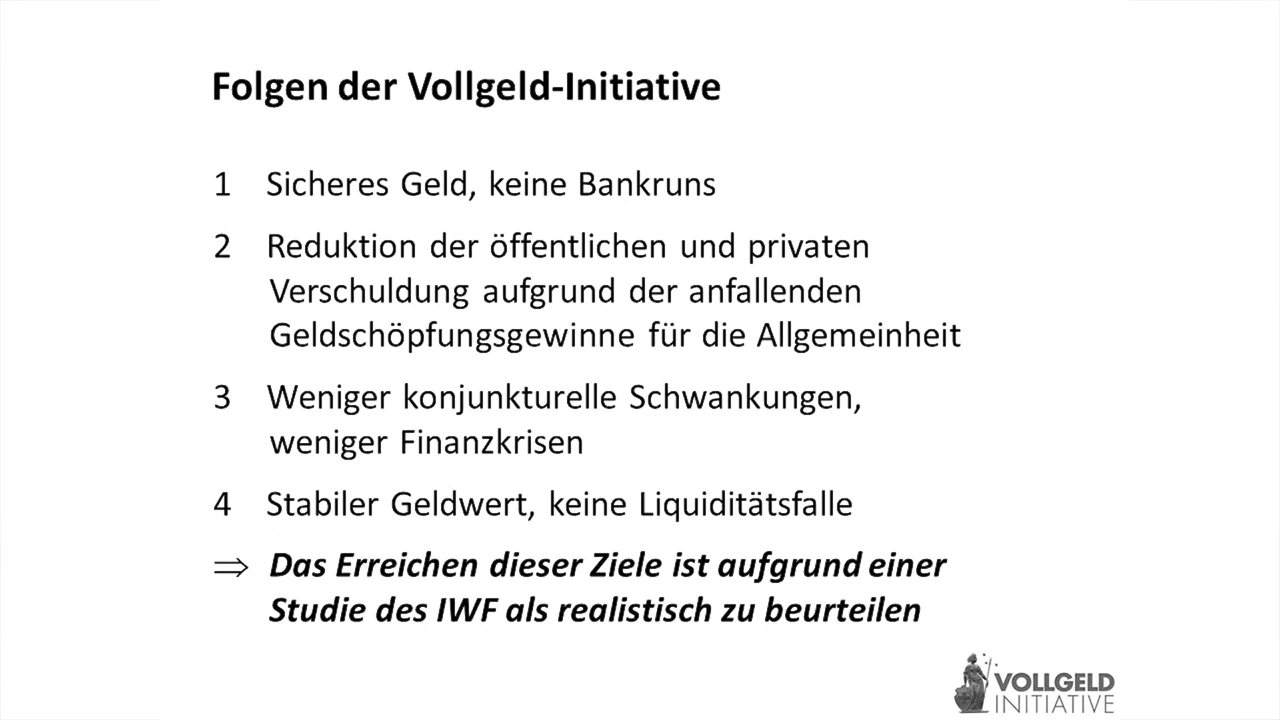 Folgen der Vollgeld-Initiative
1 Sicheres Geld, keine Bankruns
2 Reduktion der öffentlichen und privaten
Verschuldung aufgrund der anfallenden
Geldschöpfungsgewinne für die Allgemeinheit
3 Weniger konjunkturelle Schwankungen,
weniger Finanzkrisen
4 Stabiler Geldwert, keine Liquiditätsfalle
⇒ Das Erreichen dieser Ziele ist aufgrund einer
Studie des IWF als realistisch zu beurteilen
VOLLGELD
INITIATIVE